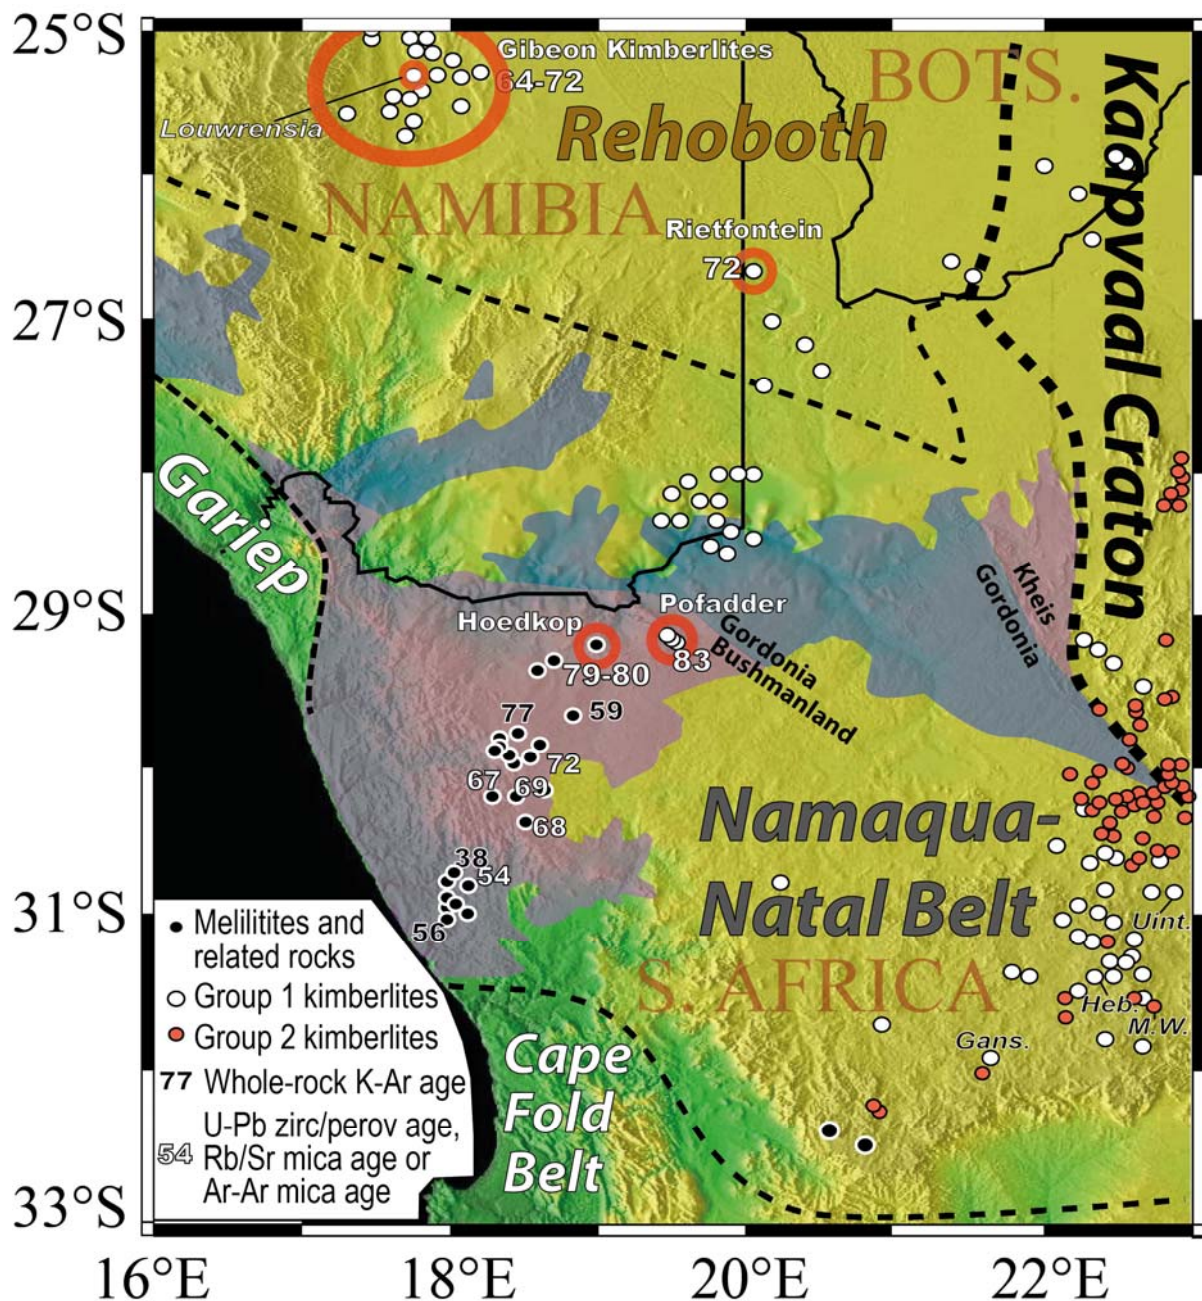 25°S
27°S
29°S
31°S
33°S
16°E
18°E
20°E
22°E
Gibeon Kimberlites
64-72
Louwrensia
Rehoboth
BOTS.
NAMIBIA
Rietfontein
72
Kaapvaal Craton
Gariep
Hoedkop
79-80
Pofadder
83
Gordonia
Bushmanland
Kheis
Gordonia
77
59
72
67
69
68
38
54
56
Namaqua-
Natal Belt
S. AFRICA
Uint.
Heb.
M.W.
Gans.
Cape
Fold
Belt
Melilitites and
related rocks
Group 1 kimberlites
Group 2 kimberlites
77 Whole-rock K-Ar age
U-Pb zirc/perov age,
54 Rb/Sr mica age or
Ar-Ar mica age